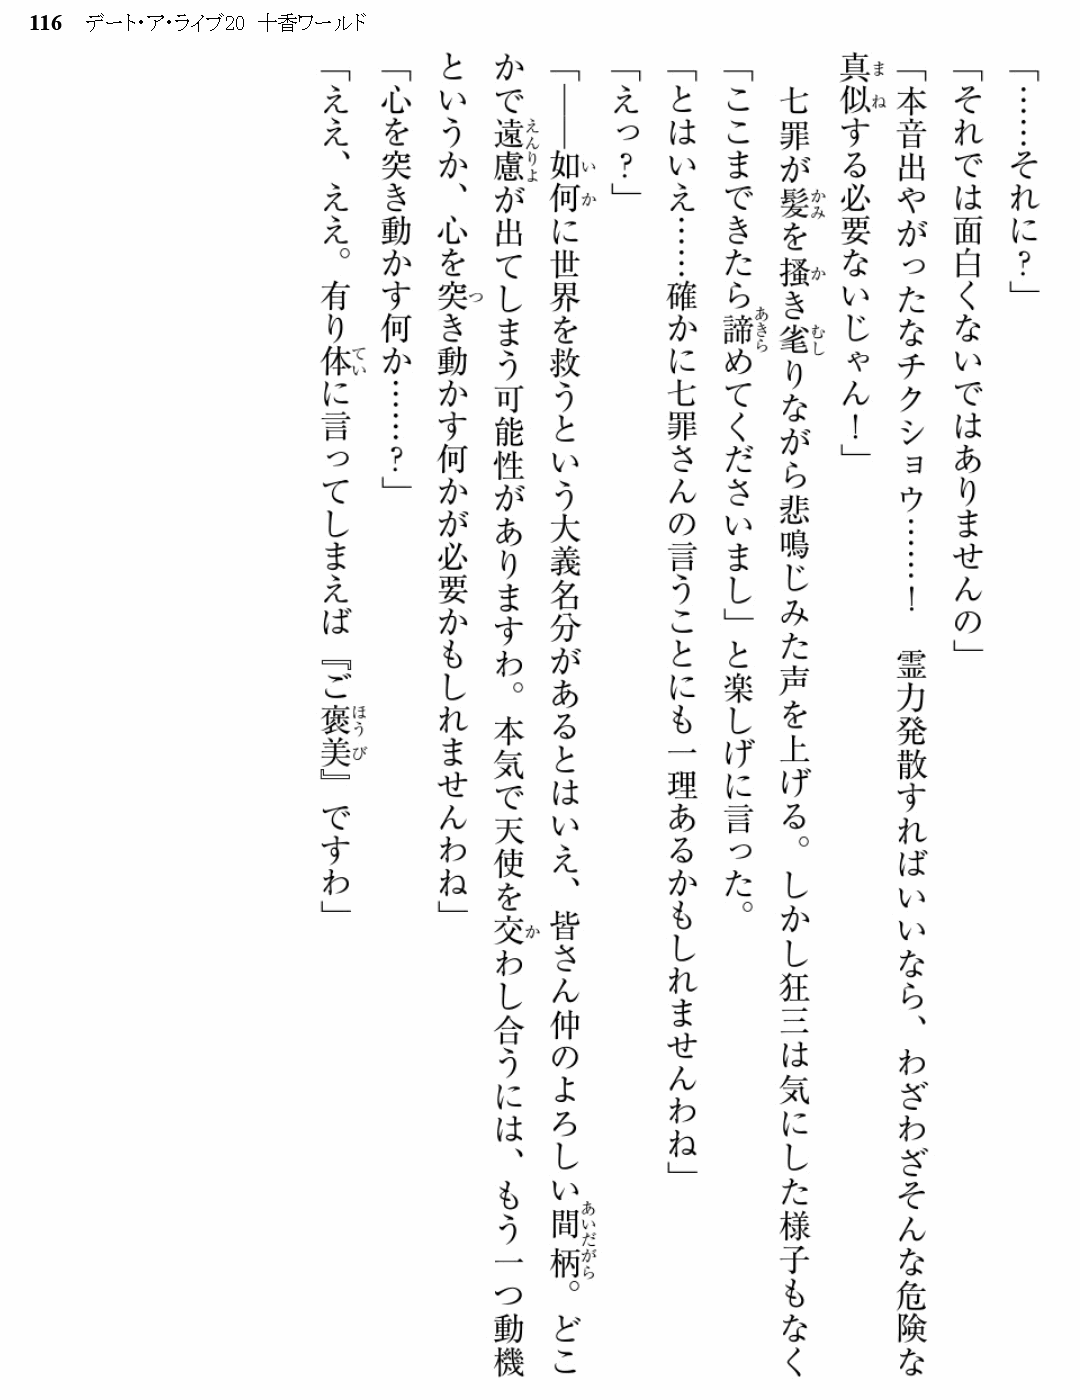 116 デート・ア・ライブ20 十香ワールド
「……それに?」
「それでは面白くないではありませんの」
「本音出やがったなチクショウ……! 霊力発散すればいいなら、わざわざそんな危険な
真似する必要ないじゃん!」
　七罪が髪を搔き毟りながら悲鳴じみた声を上げる。しかし狂三は気にした様子もなく
「ここまできたら諦めてくださいまし」と楽しげに言った。
「とはいえ……確かに七罪さんの言うことにも一理あるかもしれませんわね」
「えっ?」
「――如何に世界を救うという大義名分があるとはいえ、皆さん仲のよろしい間柄。どこ
かで遠慮が出てしまう可能性がありますわ。本気で天使を交わし合うには、もう一つ動機
というか、心を突き動かす何かが必要かもしれませんわね」
「心を突き動かす何か……?」
「ええ、ええ。有り体に言ってしまえば『ご褒美』ですわ」